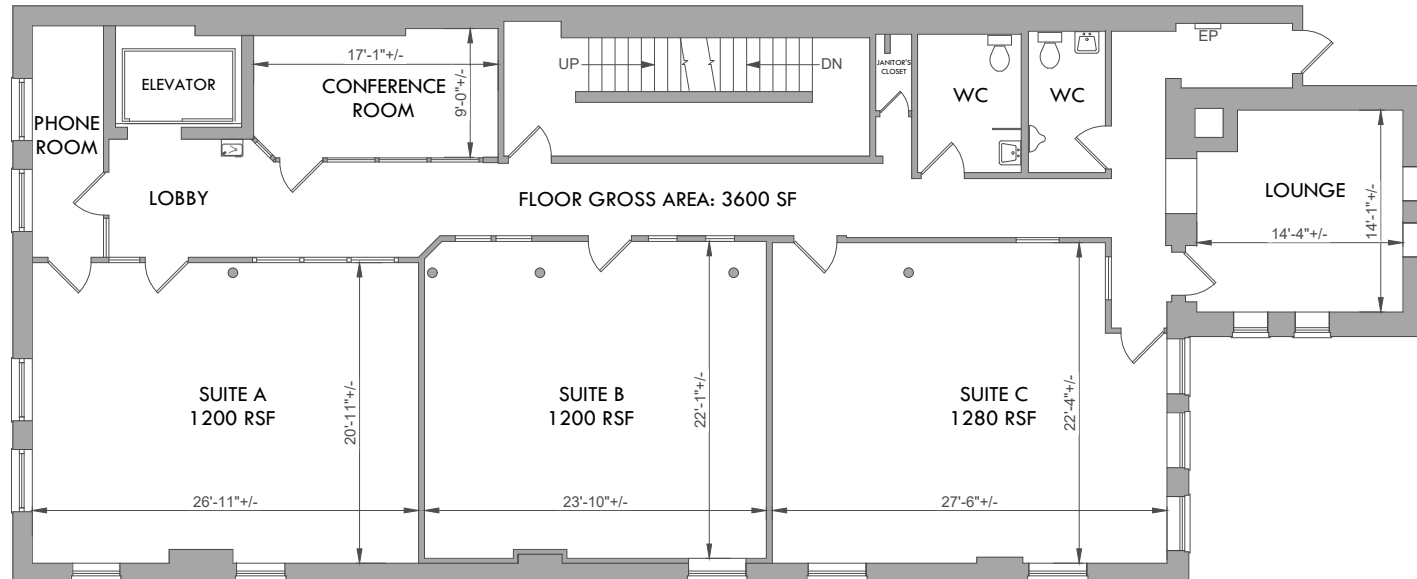 EP
17'-1"+/-
UP
DN
JANITOR'S
CLOSET
ELEVATOR
CONFERENCE
ROOM
9'-0"+/-
WC
WC
PHONE
ROOM
LOBBY
FLOOR GROSS AREA: 3600 SF
LOUNGE
14'-1"+/-
14'-4"+/-
SUITE A
1200 RSF
20'-11"+/-
SUITE B
1200 RSF
22'-1"+/-
SUITE C
1280 RSF
22'-4"+/-
26'-11"+/-
23'-10"+/-
27'-6"+/-